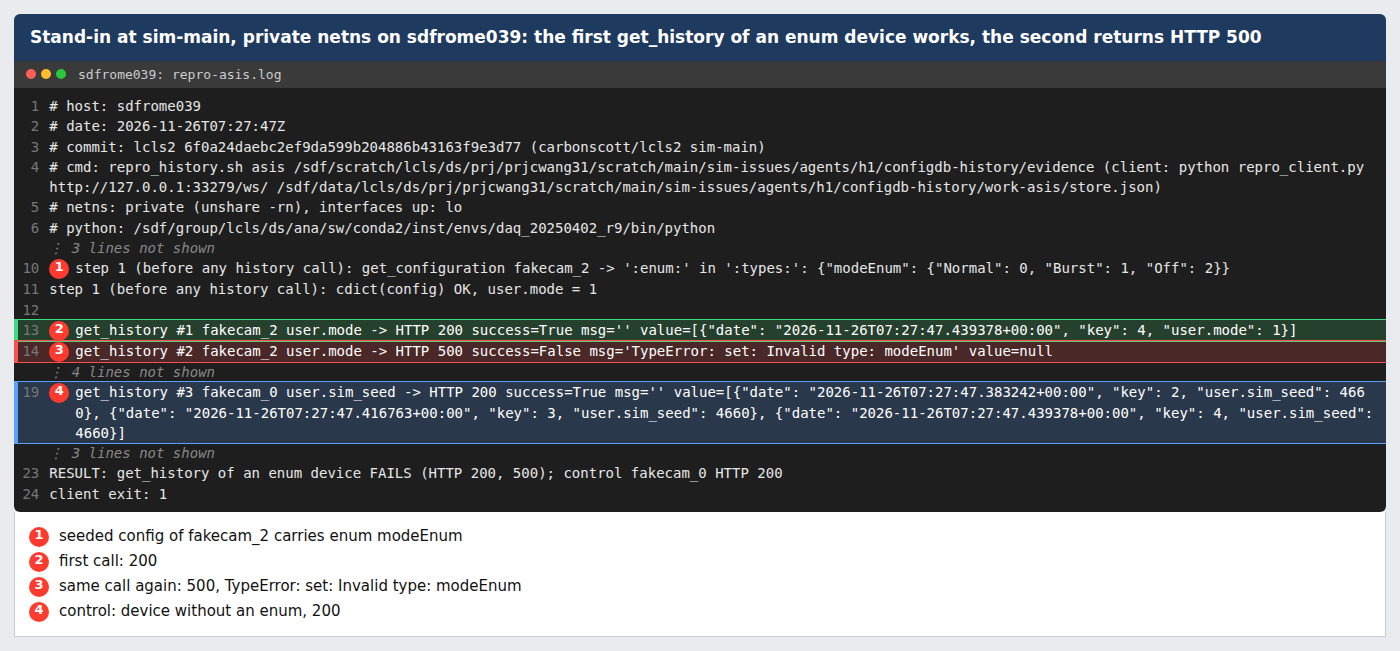 Stand-in at sim-main, private netns on sdfrome039: the first get_history of an enum device works, the second returns HTTP 500
sdfrome039: repro-asis.log
1 # host: sdfrome039
2 # date: 2026-11-26T07:27:47Z
3 # commit: lcls2 6f0a24daebc2ef9da599b204886b43163f9e3d77 (carbonscott/lcls2 sim-main)
4 # cmd: repro_history.sh asis /sdf/scratch/lcls/ds/prj/prjcwang31/scratch/main/sim-issues/agents/h1/configdb-history/evidence (client: python repro_client.py
http://127.0.0.1:33279/ws/ /sdf/data/lcls/ds/prj/prjcwang31/scratch/main/sim-issues/agents/h1/configdb-history/work-asis/store.json)
5 # netns: private (unshare -rn), interfaces up: lo
6 # python: /sdf/group/lcls/ds/ana/sw/conda2/inst/envs/daq_20250402_r9/bin/python
⋮ 3 lines not shown
10 1 step 1 (before any history call): get_configuration fakecam_2 -> ':enum:' in ':types:': {"modeEnum": {"Normal": 0, "Burst": 1, "Off": 2}}
11 step 1 (before any history call): cdict(config) OK, user.mode = 1
12
13 2 get_history #1 fakecam_2 user.mode -> HTTP 200 success=True msg='' value=[{"date": "2026-11-26T07:27:47.439378+00:00", "key": 4, "user.mode": 1}]
14 3 get_history #2 fakecam_2 user.mode -> HTTP 500 success=False msg='TypeError: set: Invalid type: modeEnum' value=null
⋮ 4 lines not shown
19 4 get_history #3 fakecam_0 user.sim_seed -> HTTP 200 success=True msg='' value=[{"date": "2026-11-26T07:27:47.383242+00:00", "key": 2, "user.sim_seed": 466
0}, {"date": "2026-11-26T07:27:47.416763+00:00", "key": 3, "user.sim_seed": 4660}, {"date": "2026-11-26T07:27:47.439378+00:00", "key": 4, "user.sim_seed":
4660}]
⋮ 3 lines not shown
23 RESULT: get_history of an enum device FAILS (HTTP 200, 500); control fakecam_0 HTTP 200
24 client exit: 1
1 seeded config of fakecam_2 carries enum modeEnum
2 first call: 200
3 same call again: 500, TypeError: set: Invalid type: modeEnum
4 control: device without an enum, 200